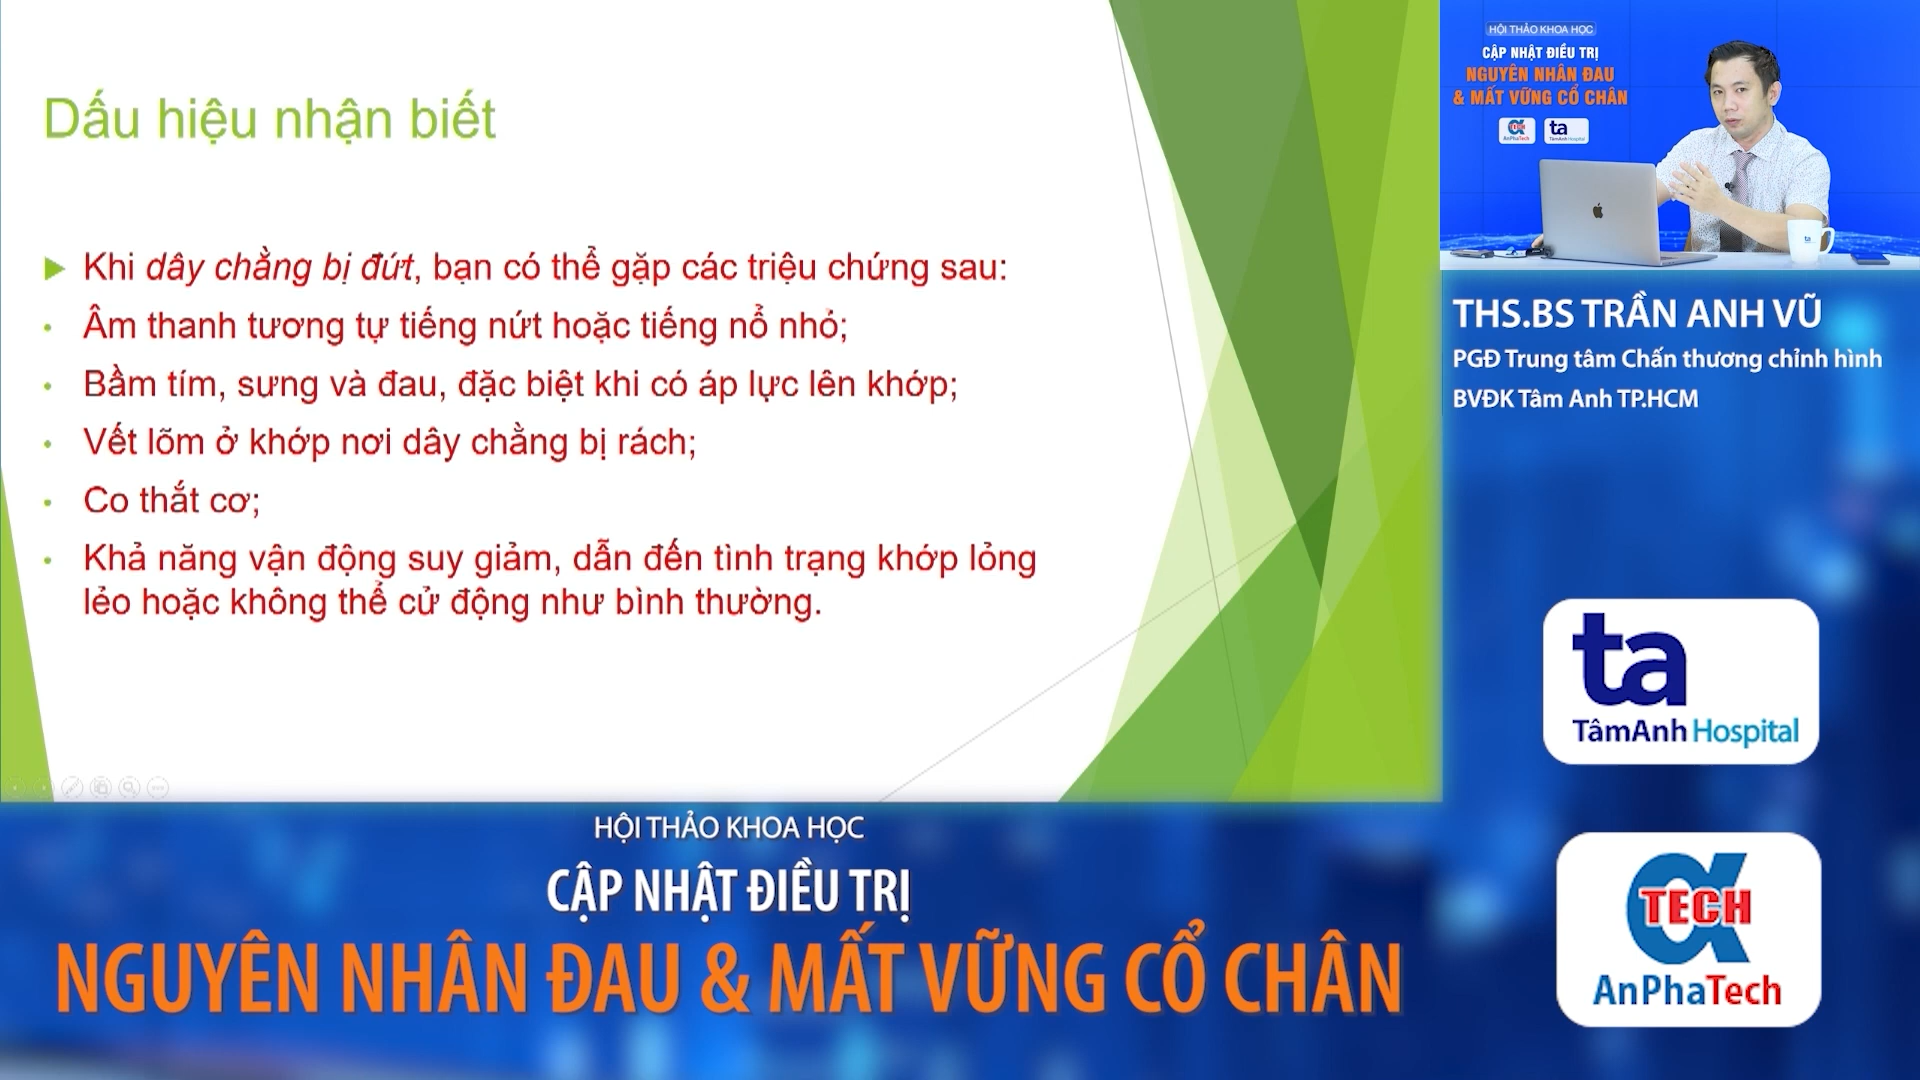 Dấu hiệu nhận biết
Khi dây chằng bị đứt, bạn có thể gặp các triệu chứng sau:
Âm thanh tương tự tiếng nứt hoặc tiếng nổ nhỏ;
Bầm tím, sưng và đau, đặc biệt khi có áp lực lên khớp;
Vết lõm ở khớp nơi dây chằng bị rách;
Co thắt cơ;
Khả năng vận động suy giảm, dẫn đến tình trạng khớp lỏng
lẻo hoặc không thể cử động như bình thường.
HỘI THẢO KHOA HỌC
CẬP NHẬT ĐIỀU TRỊ
NGUYÊN NHÂN ĐAU
& MẤT VỮNG CỔ CHÂN
TECH
AnPhaTech
ta
TâmAnh Hospital
ta
THS.BS TRẦN ANH VŨ
PGĐ Trung tâm Chấn thương chỉnh hình
BVĐK Tâm Anh TP.HCM
ta
TâmAnh Hospital
TECH
AnPhaTech
HỘI THẢO KHOA HỌC
CẬP NHẬT ĐIỀU TRỊ
NGUYÊN NHÂN ĐAU & MẤT VỮNG CỔ CHÂN